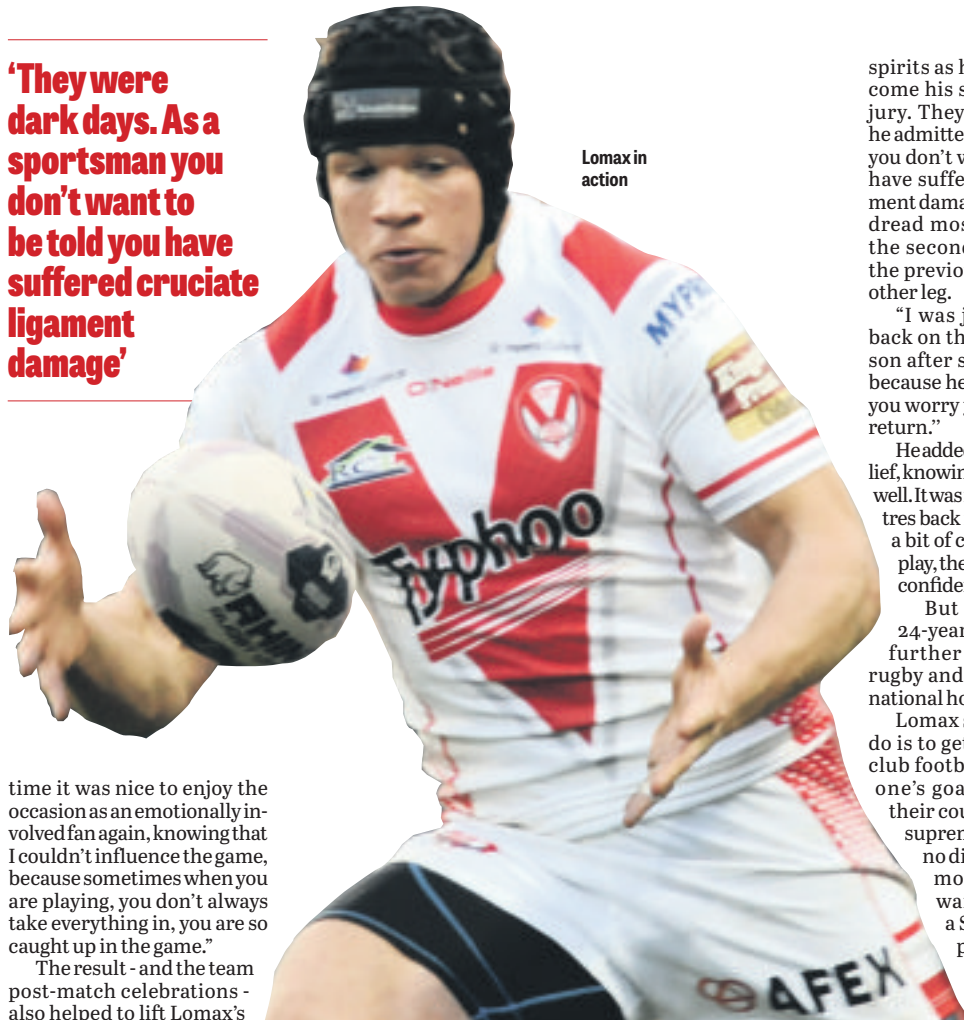 ‘They were
dark days. As a
sportsman you
don’t want to
be told you have
suffered cruciate
ligament
damage’
time it was nice to enjoy the
occasion as an emotionally in-
volved fan again, knowing that
I couldn’t influence the game,
because sometimes when you
are playing, you don’t always
take everything in, you are so
caught up in the game.”
The result - and the team
post-match celebrations -
also helped to lift Lomax’s
Lomax in
action
O'Neills
RCL
Typhoo
RHINO
AFEX
spirits as h
come his s
jury. They
he admitte
you don’t v
have suffe
ment dama
dread mos
the second
the previo
other leg.
“I was j
back on th
son after s
because he
you worry
return.”
He added
lief, knowin
well. It was
tres back
a bit of c
play, the
confide
But
24-year
further
rugby and
national ho
Lomax s
do is to get
club footb
one’s goa
their cou
suprem
no di
mo
wa
a S
p